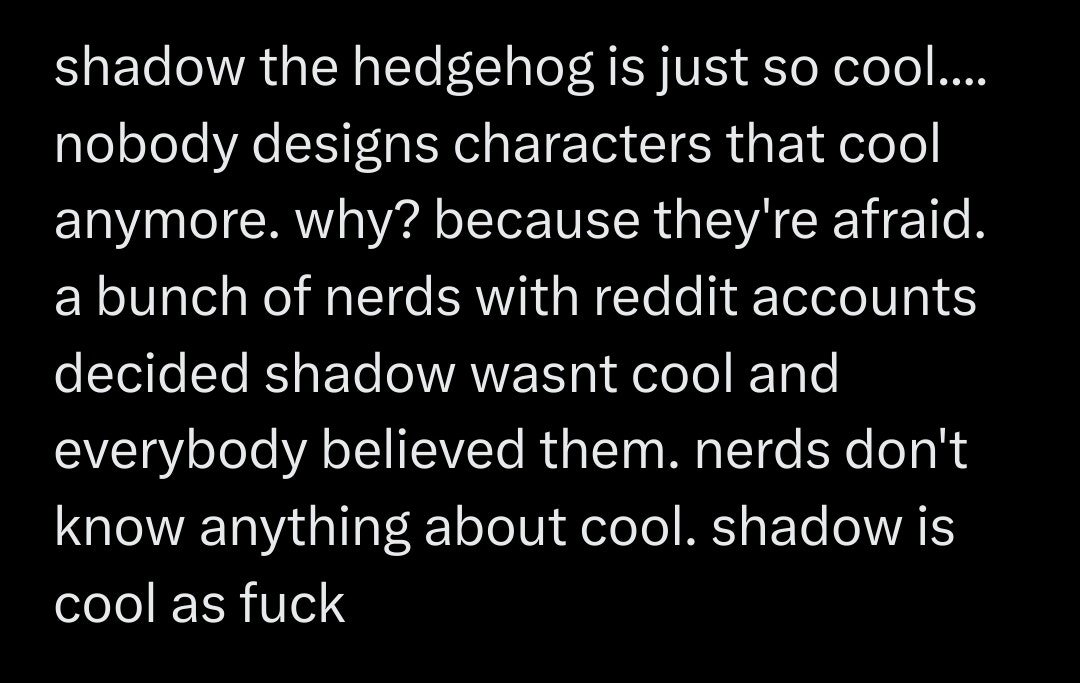 shadow the hedgehog is just so cool....
nobody designs characters that cool
anymore. why? because they're afraid.
a bunch of nerds with reddit accounts
decided shadow wasnt cool and
everybody believed them. nerds don't
know anything about cool. shadow is
cool as fuck